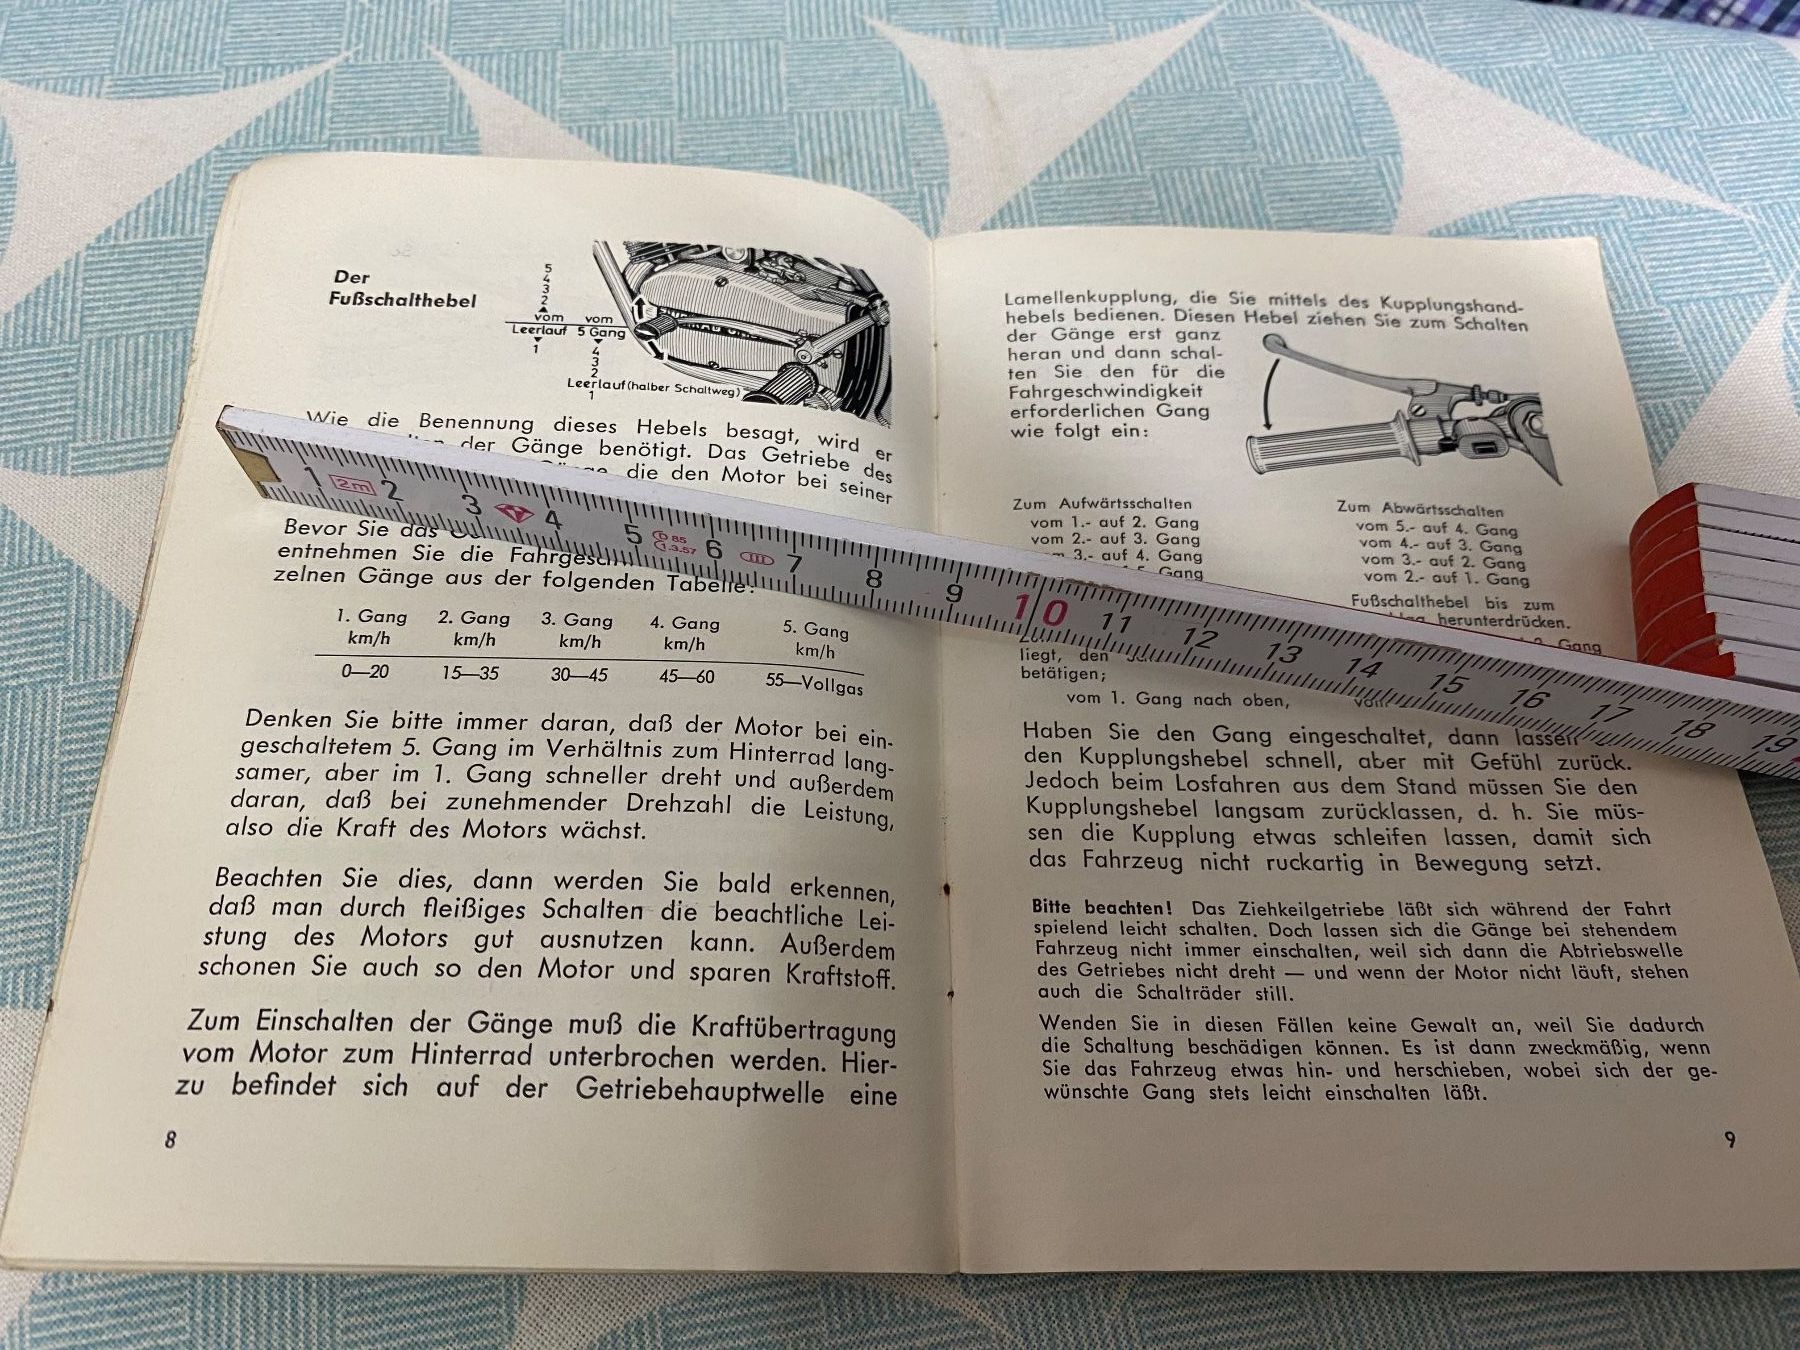 Der
Fußschalthebel
5
4
3
2
vom
Leerlauf
1
vom
5 Gang
4
3
2
Leerlauf (halber Schaltweg)
1
Wie die Benennung dieses Hebels besagt, wird er
der Gänge benötigt. Das Getriebe des
die den Motor bei seiner
Bevor Sie das
entnehmen Sie die
zelnen Gänge aus der folgenden Tabelle:
1. Gang 2. Gang 3. Gang 4. Gang 5. Gang
km/h km/h km/h km/h km/h
0—20 15—35 30—45 45—60 55—Vollgas
Denken Sie bitte immer daran, daß der Motor bei ein-
geschaltetem 5. Gang im Verhältnis zum Hinterrad lang-
samer, aber im 1. Gang schneller dreht und außerdem
daran, daß bei zunehmender Drehzahl die Leistung,
also die Kraft des Motors wächst.
Beachten Sie dies, dann werden Sie bald erkennen,
daß man durch fleißiges Schalten die beachtliche Lei-
stung des Motors gut ausnutzen kann. Außerdem
schonen Sie auch so den Motor und sparen Kraftstoff.
Zum Einschalten der Gänge muß die Kraftübertragung
vom Motor zum Hinterrad unterbrochen werden. Hier-
zu befindet sich auf der Getriebehauptwelle eine
8
1 2m 2 3 4 5 6 III 7 8 9 10 11 12 13 14 15 16 17 18 19
Lamellenkupplung, die Sie mittels des Kupplungshand-
hebels bedienen. Diesen Hebel ziehen Sie zum Schalten
der Gänge erst ganz
heran und dann schal-
ten Sie den für die
Fahrgeschwindigkeit
erforderlichen Gang
wie folgt ein:
Zum Aufwärtsschalten
vom 1.- auf 2. Gang
vom 2.- auf 3. Gang
3.- auf 4. Gang
Gang
Zum Abwärtsschalten
vom 5.- auf 4. Gang
vom 4.- auf 3. Gang
vom 3.- auf 2. Gang
vom 2.- auf 1. Gang
Fußschalthebel bis zum
herunterdrücken.
Gang
liegt, den
betätigen;
vom 1. Gang nach oben,
Haben Sie den Gang eingeschaltet, dann lassen
den Kupplungshebel schnell, aber mit Gefühl zurück.
Jedoch beim Losfahren aus dem Stand müssen Sie den
Kupplungshebel langsam zurücklassen, d. h. Sie müs-
sen die Kupplung etwas schleifen lassen, damit sich
das Fahrzeug nicht ruckartig in Bewegung setzt.
Bitte beachten! Das Ziehkeilgetriebe läßt sich während der Fahrt
spielend leicht schalten. Doch lassen sich die Gänge bei stehendem
Fahrzeug nicht immer einschalten, weil sich dann die Abtriebswelle
des Getriebes nicht dreht — und wenn der Motor nicht läuft, stehen
auch die Schalträder still.
Wenden Sie in diesen Fällen keine Gewalt an, weil Sie dadurch
die Schaltung beschädigen können. Es ist dann zweckmäßig, wenn
Sie das Fahrzeug etwas hin- und herschieben, wobei sich der ge-
wünschte Gang stets leicht einschalten läßt.
9